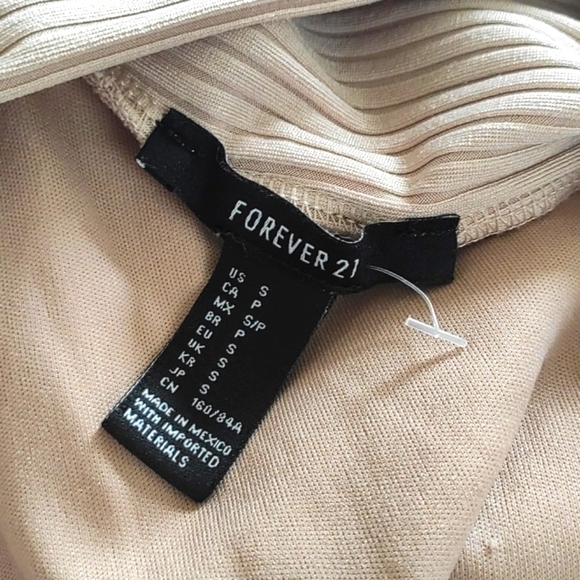 FOREVER 21
US S
CA P
MX S/P
BR P
EU S
UK S
KR S
JP S
CN 160/84A
MADE IN MEXICO
WITH IMPORTED
MATERIALS